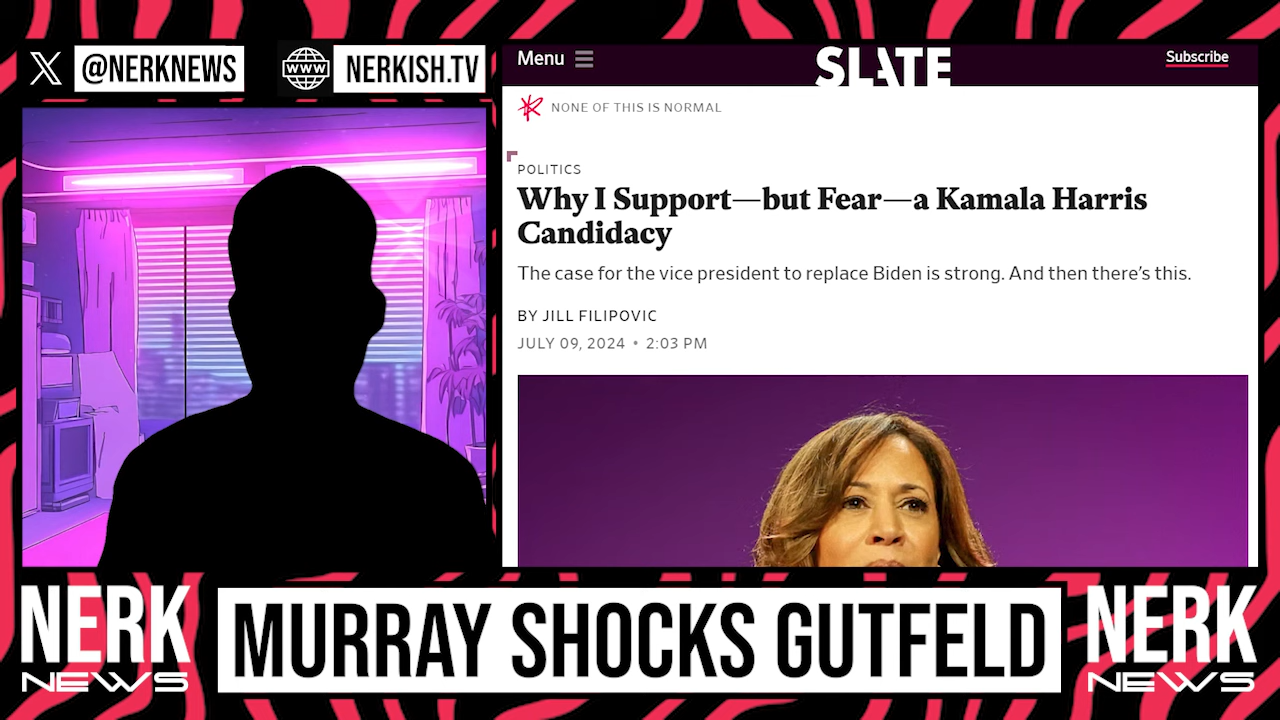 @NERKNEWS
WWW
NERKISH.TV
Menu
SLATE
Subscribe
NONE OF THIS IS NORMAL
POLITICS
Why I Support—but Fear—a Kamala Harris
Candidacy
The case for the vice president to replace Biden is strong. And then there’s this.
BY JILL FILIPOVIC
JULY 09, 2024 • 2:03 PM
NERK
NEWS
MURRAY SHOCKS GUTFELD
NERK
NEWS